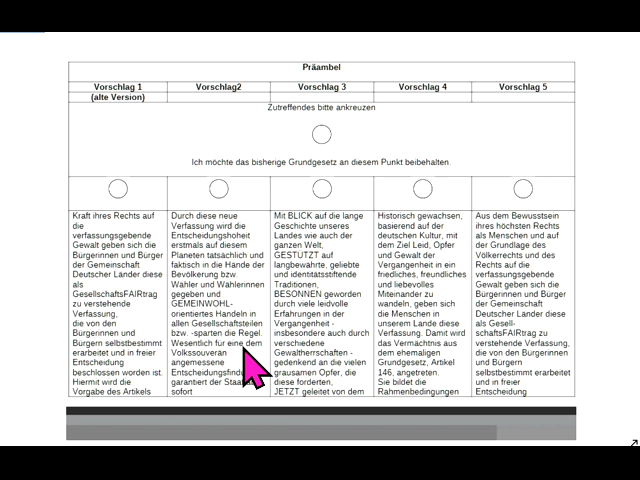 Präambel
Vorschlag 1
(alte Version)
Vorschlag2
Vorschlag 3
Vorschlag 4
Vorschlag 5
Zutreffendes bitte ankreuzen
Ich möchte das bisherige Grundgesetz an diesem Punkt beibehalten.
Kraft ihres Rechts auf
die
verfassungsgebende
Gewalt geben sich die
Bürgerinnen und Bürger
der Gemeinschaft
Deutscher Länder diese
als
GesellschaftsFAIRtrag
zu verstehende
Verfassung,
die von den
Bürgerinnen und
Bürgern selbstbestimmt
erarbeitet und in freier
Entscheidung
beschlossen worden ist.
Hiermit wird die
Vorgabe des Artikels
Durch diese neue
Verfassung wird die
Entscheidungshoheit
erstmals auf diesem
Planeten tatsächlich und
faktisch in die Hande der
Bevölkerung bzw.
Wähler und Wählerinnen
gegeben und
GEMEINWOHL-
orientiertes Handeln in
allen Gesellschaftsteilen
bzw. -sparten die Regel.
Wesentlich für eine dem
Volkssouverän
angemessene
garantiert der
sofort
Mit BLICK auf die lange
Geschichte unseres
Landes wie auch der
ganzen Welt,
GESTÜTZT auf
langbewährte, geliebte
und identitätsstiftende
Traditionen,
BESONNEN geworden
durch viele leidvolle
Erfahrungen in der
Vergangenheit -
insbesondere auch durch
verschiedene
Gewaltherrschaften -
gedenkend an die vielen
grausamen Opfer, die
diese forderten,
JETZT geleitet von dem
Historisch gewachsen,
basierend auf der
deutschen Kultur, mit
dem Ziel Leid, Opfer
und Gewalt der
Vergangenheit in ein
friedliches, freundliches
und liebevolles
Miteinander zu
wandeln, geben sich
die Menschen in
unserem Lande diese
Verfassung. Damit wird
das Vermächtnis aus
dem ehemaligen
Grundgesetz, Artikel
146, angetreten.
Sie bildet die
Rahmenbedingungen
Aus dem Bewusstsein
ihres höchsten Rechts
als Menschen und auf
der Grundlage des
Völkerrechts und des
Rechts auf die
verfassungsgebende
Gewalt geben sich die
Bürgerinnen und Bürger
der Gemeinschaft
Deutscher Länder diese
als Gesell-
schaftsFAIRtrag zu
verstehende Verfassung,
die von den Bürgerinnen
und Bürgern
selbstbestimmt erarbeitet
und in freier
Entscheidung